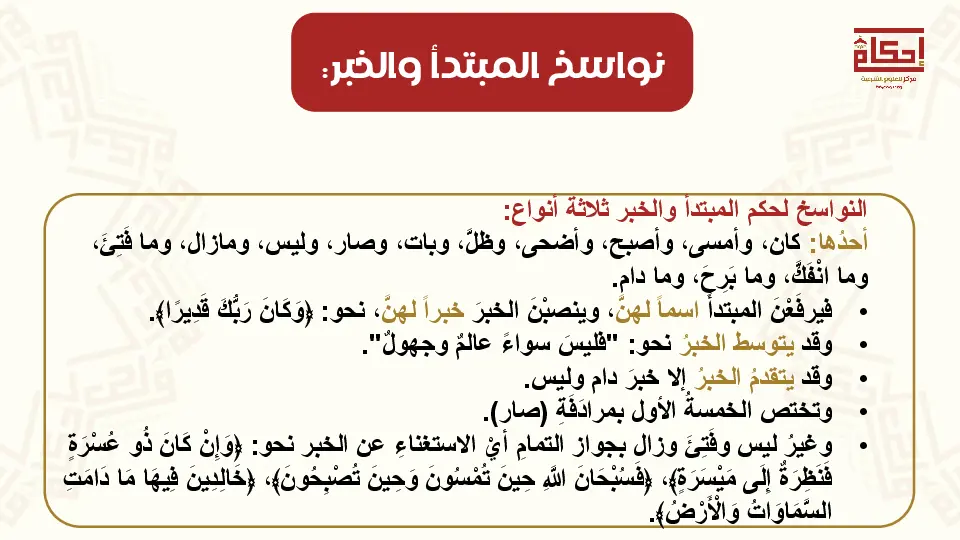 نواسخ المبتدأ والخبر:
إحكام
مركز للعلوم الشرعية
النواسخ لحكم المبتدأ والخبر ثلاثة أنواع:
أحدُها: كان، وأمسى، وأصبح، وأضحى، وظلَّ، وبات، وصار، وليس، ومازال، وما فَتِئَ،
وما انْفَكَّ، وما بَرِحَ، وما دام.
• فيرفَعْنَ المبتدأَ اسماً لهنَّ، وينصبْنَ الخبرَ خبراً لهنَّ، نحو: ﴿وَكَانَ رَبُّكَ قَدِيرًا﴾.
• وقد يتوسط الخبرُ نحو: "فليسَ سواءً عالمٌ وجهولٌ".
• وقد يتقدمُ الخبرُ إلا خبرَ دام وليس.
• وتختص الخمسةُ الأول بمرادَفَةِ (صار).
• وغيرُ ليس وفَتِئَ وزال بجواز التمامِ أيْ الاستغناءِ عن الخبر نحو: ﴿وَإِنْ كَانَ ذُو عُسْرَةٍ
فَنَظِرَةٌ إِلَى مَيْسَرَةٍ﴾، ﴿فَسُبْحَانَ اللَّهِ حِينَ تُمْسُونَ وَحِينَ تُصْبِحُونَ﴾، ﴿خَالِدِينَ فِيهَا مَا دَامَتِ
السَّمَاوَاتُ وَالْأَرْضُ﴾.